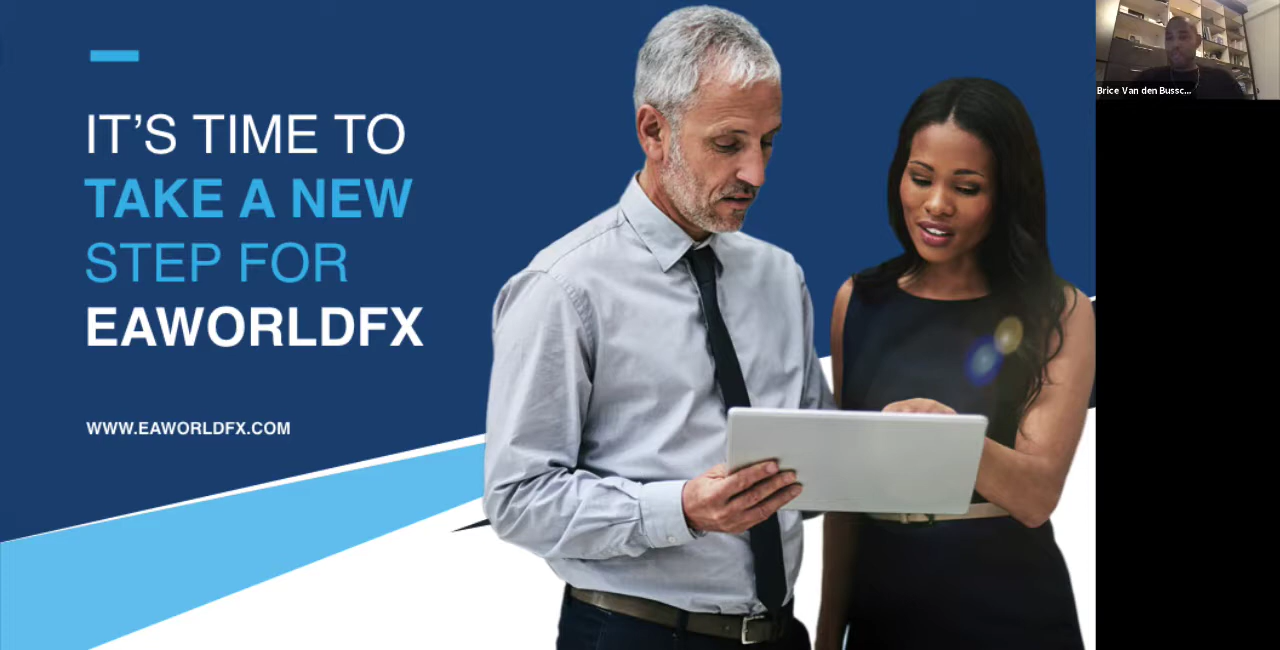 IT'S TIME TO
TAKE A NEW
STEP FOR
EAWORLDFX
WWW.EAWORLDFX.COM
Brice Van den Bussc...